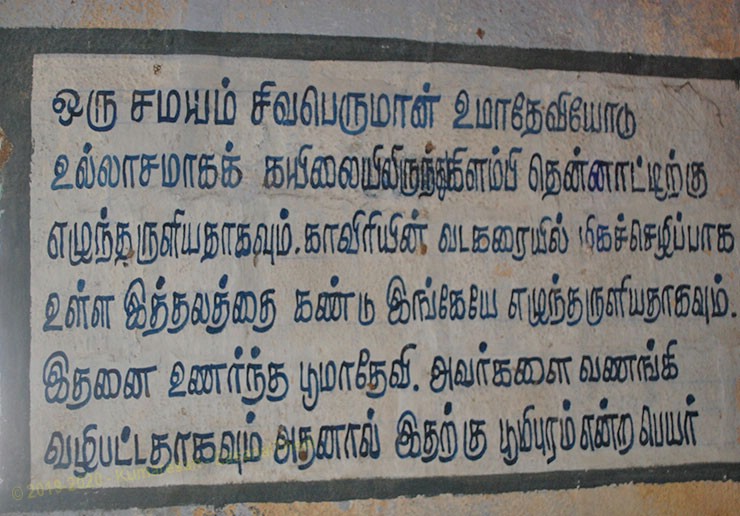 ஒரு சமயம் சிவபெருமான் உமாதேவியோடு
உல்லாசமாகக் கயிலையிலிருந்து கிளம்பி தென்னாட்டிற்கு
எழுந்தருளியதாகவும். காவிரியின் வடகரையில் மிகச்செழிப்பாக
உள்ள இத்தலத்தை கண்டு இங்கேயே எழுந்தருளியதாகவும்.
இதனை உணர்ந்த பூமாதேவி. அவர்களை வணங்கி
வழிபட்டதாகவும் அதனால் இதற்கு பூமிபுரம் என்ற பெயர்
© 2019-2020